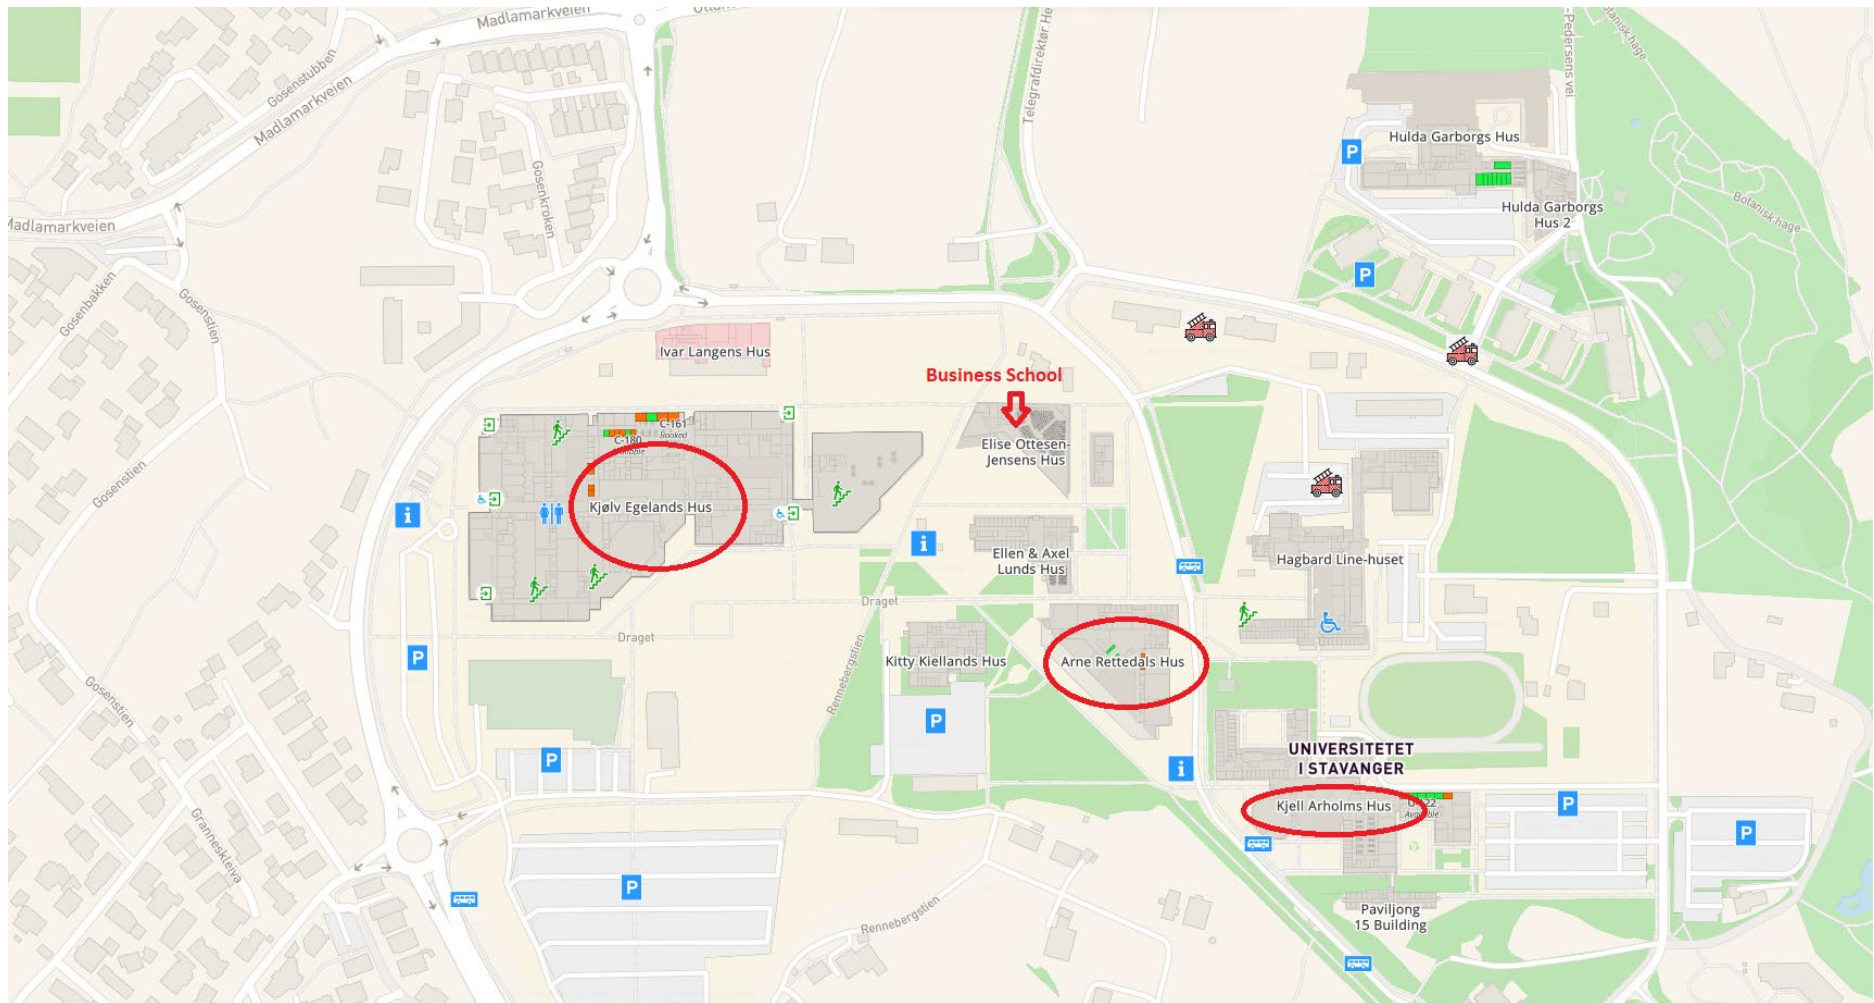 Madlamarkveien
Telegrafdirektør He
-Pedersens vei
Botanisk hage
Gosenstubben
Madlamarkveien
Hulda Garborgs Hus
Gosenkroken
Botanisk hage
Hulda Garborgs
Hus 2
Madlamarkveien
Gosenbakken
Gosenstien
Ivar Langens Hus
Business School
C-161
Booked
C-180
Elise Ottesen-
Jensens Hus
Gosenstien
Kjølv Egelands Hus
Ellen & Axel
Lunds Hus
Hagbard Line-huset
Draget
Draget
Kitty Kiellands Hus
Arne Rettedals Hus
Rennebergstien
Gosenstien
UNIVERSITETET
I STAVANGER
Kjell Arholms Hus
Granneskleiva
Rennebergstien
Paviljong
15 Building
P
P
P
P
P
P
P
P
i
i
i